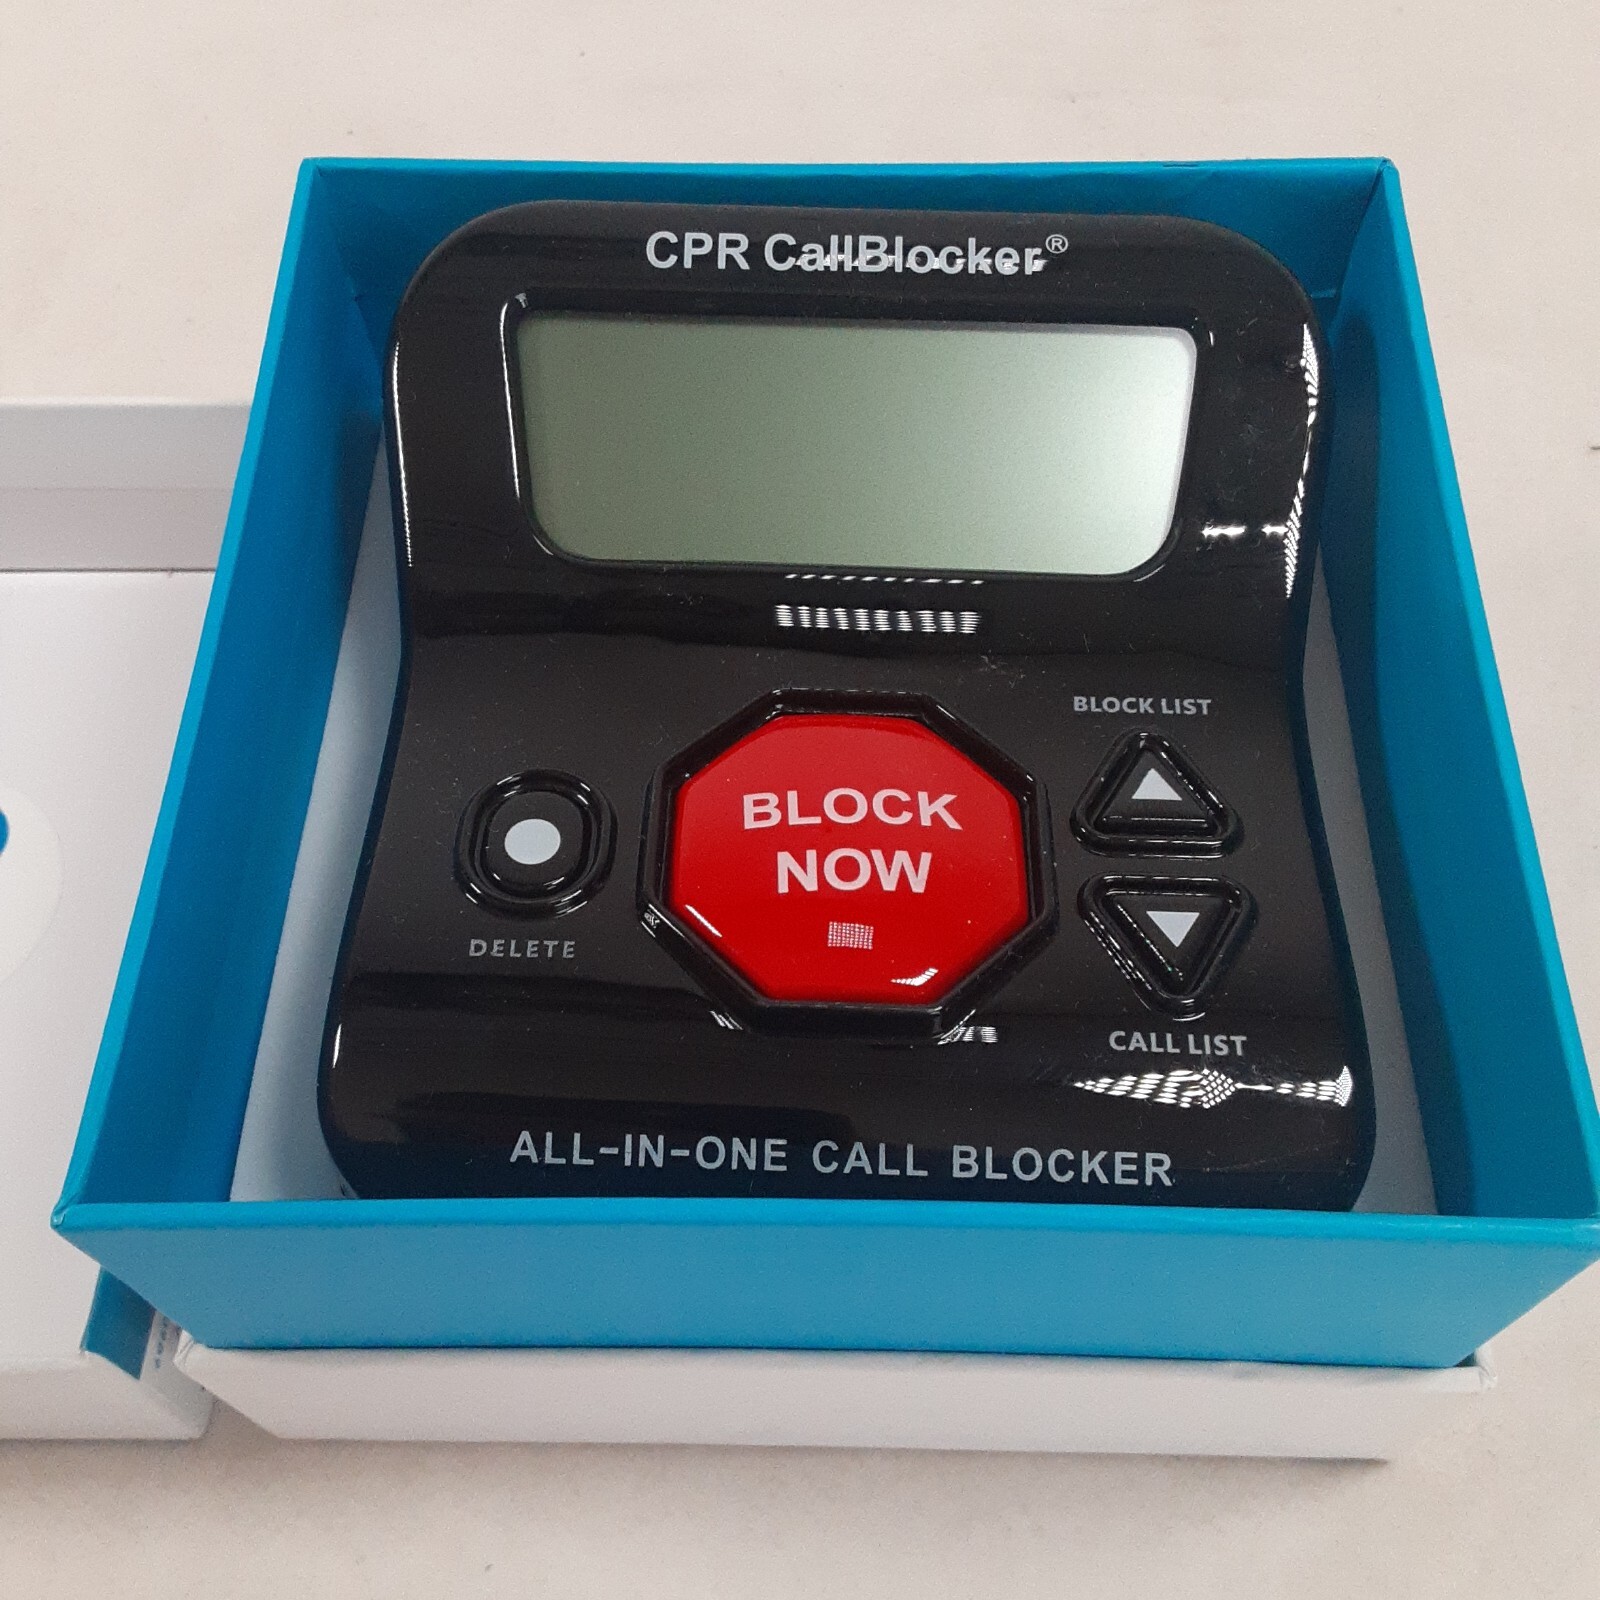 CPR CallBlocker®
BLOCK LIST
BLOCK
NOW
DELETE
CALL LIST
ALL-IN-ONE CALL BLOCKER